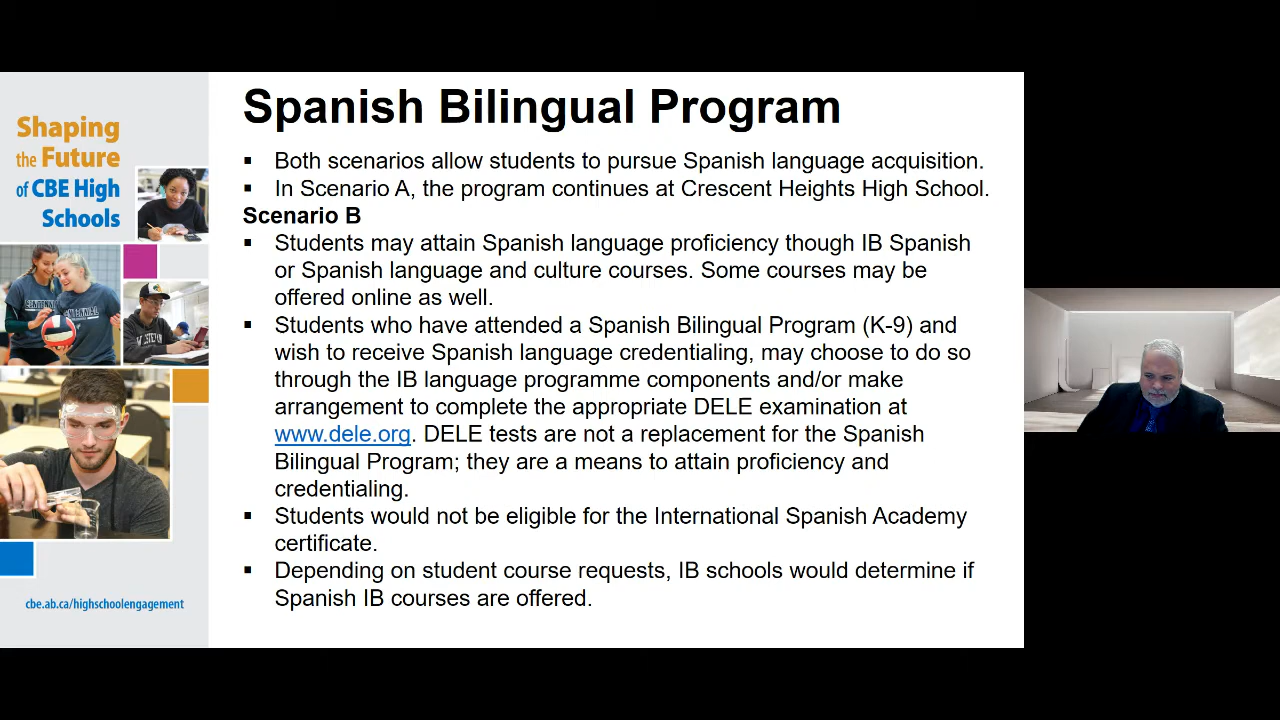 Shaping
the Future
of CBE High
Schools
cbe.ab.ca/highschoolengagement
Spanish Bilingual Program
▪ Both scenarios allow students to pursue Spanish language acquisition.
▪ In Scenario A, the program continues at Crescent Heights High School.
Scenario B
▪ Students may attain Spanish language proficiency though IB Spanish
or Spanish language and culture courses. Some courses may be
offered online as well.
▪ Students who have attended a Spanish Bilingual Program (K-9) and
wish to receive Spanish language credentialing, may choose to do so
through the IB language programme components and/or make
arrangement to complete the appropriate DELE examination at
www.dele.org. DELE tests are not a replacement for the Spanish
Bilingual Program; they are a means to attain proficiency and
credentialing.
▪ Students would not be eligible for the International Spanish Academy
certificate.
▪ Depending on student course requests, IB schools would determine if
Spanish IB courses are offered.